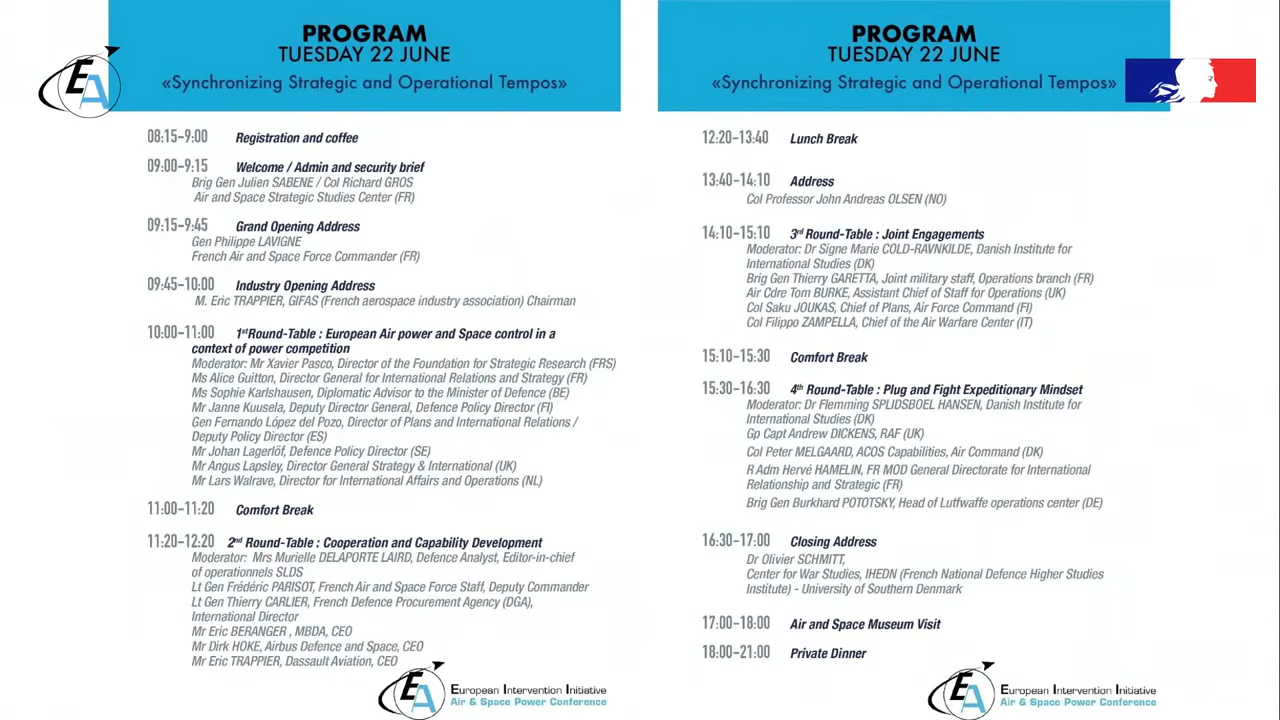 EA
PROGRAM
TUESDAY 22 JUNE
«Synchronizing Strategic and Operational Tempos»
08:15–9:00 Registration and coffee
09:00–9:15 Welcome / Admin and security brief
Brig Gen Julien SABENE / Col Richard GROS
Air and Space Strategic Studies Center (FR)
09:15–9:45 Grand Opening Address
Gen Philippe LAVIGNE
French Air and Space Force Commander (FR)
09:45–10:00 Industry Opening Address
M. Eric TRAPPIER, GIFAS (French aerospace industry association) Chairman
10:00–11:00 1st Round-Table : European Air power and Space control in a
context of power competition
Moderator: Mr Xavier Pasco, Director of the Foundation for Strategic Research (FRS)
Ms Alice Guitton, Director General for International Relations and Strategy (FR)
Ms Sophie Karlshausen, Diplomatic Advisor to the Minister of Defence (BE)
Mr Janne Kuusela, Deputy Director General, Defence Policy Director (FI)
Gen Fernando López del Pozo, Director of Plans and International Relations /
Deputy Policy Director (ES)
Mr Johan Lagerlöf, Defence Policy Director (SE)
Mr Angus Lapsley, Director General Strategy & International (UK)
Mr Lars Walrave, Director for International Affairs and Operations (NL)
11:00–11:20 Comfort Break
11:20–12:20 2nd Round-Table : Cooperation and Capability Development
Moderator: Mrs Murielle DELAPORTE LAIRD, Defence Analyst, Editor-in-chief
of operationnels SLDS
Lt Gen Frédéric PARISOT, French Air and Space Force Staff, Deputy Commander
Lt Gen Thierry CARLIER, French Defence Procurement Agency (DGA),
International Director
Mr Eric BERANGER , MBDA, CEO
Mr Dirk HOKE, Airbus Defence and Space, CEO
Mr Eric TRAPPIER, Dassault Aviation, CEO
EA
European Intervention Initiative
Air & Space Power Conference
PROGRAM
TUESDAY 22 JUNE
«Synchronizing Strategic and Operational Tempos»
12:20–13:40 Lunch Break
13:40–14:10 Address
Col Professor John Andreas OLSEN (NO)
14:10–15:10 3rd Round-Table : Joint Engagements
Moderator: Dr Signe Marie COLD-RAVNKILDE, Danish Institute for
International Studies (DK)
Brig Gen Thierry GARETTA, Joint military staff, Operations branch (FR)
Air Cdre Tom BURKE, Assistant Chief of Staff for Operations (UK)
Col Saku JOUKAS, Chief of Plans, Air Force Command (FI)
Col Filippo ZAMPELLA, Chief of the Air Warfare Center (IT)
15:10–15:30 Comfort Break
15:30–16:30 4th Round-Table : Plug and Fight Expeditionary Mindset
Moderator: Dr Flemming SPLIDSBOEL HANSEN, Danish Institute for
International Studies (DK)
Gp Capt Andrew DICKENS, RAF (UK)
Col Peter MELGAARD, ACOS Capabilities, Air Command (DK)
R Adm Hervé HAMELIN, FR MOD General Directorate for International
Relationship and Strategic (FR)
Brig Gen Burkhard POTOTSKY, Head of Lutfwaffe operations center (DE)
16:30–17:00 Closing Address
Dr Olivier SCHMITT,
Center for War Studies, IHEDN (French National Defence Higher Studies
Institute) - University of Southern Denmark
17:00–18:00 Air and Space Museum Visit
18:00–21:00 Private Dinner
EA
European Intervention Initiative
Air & Space Power Conference